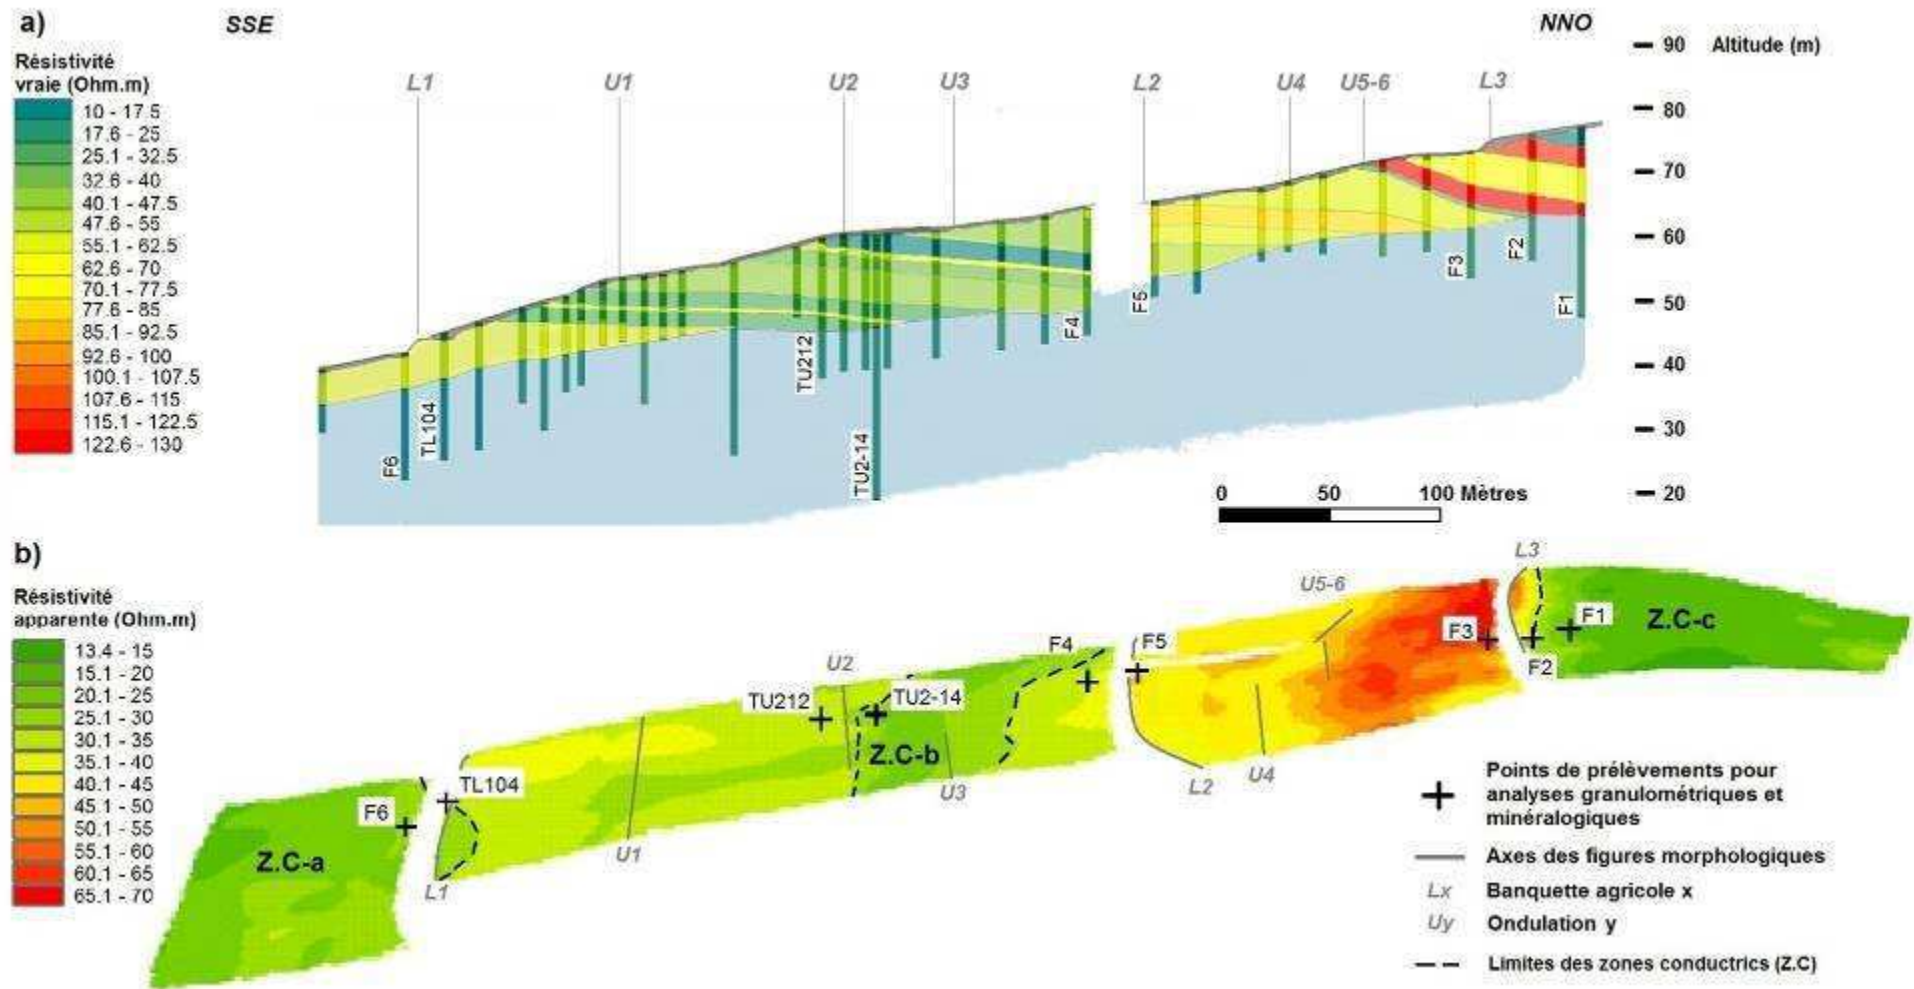 a)
SSE
NNO
Résistivité
vraie (Ohm.m)
10 - 17.5
17.6 - 25
25.1 - 32.5
32.6 - 40
40.1 - 47.5
47.6 - 55
55.1 - 62.5
62.6 - 70
70.1 - 77.5
77.6 - 85
85.1 - 92.5
92.6 - 100
100.1 - 107.5
107.6 - 115
115.1 - 122.5
122.6 - 130
L1
U1
U2
U3
L2
U4
U5-6
L3
90
Altitude (m)
80
70
60
50
40
30
20
F6
TL104
TU212
TU2-14
F4
F5
F3
F2
F1
0
50
100 Mètres
b)
Résistivité
apparente (Ohm.m)
13.4 - 15
15.1 - 20
20.1 - 25
25.1 - 30
30.1 - 35
35.1 - 40
40.1 - 45
45.1 - 50
50.1 - 55
55.1 - 60
60.1 - 65
65.1 - 70
Z.C-a
F6
TL104
L1
U1
TU212
U2
TU2-14
Z.C-b
U3
F4
F5
L2
U4
U5-6
F3
L3
F2
F1
Z.C-c
Points de prélèvements pour
analyses granulométriques et
minéralogiques
Axes des figures morphologiques
Lx
Banquette agricole x
Uy
Ondulation y
Limites des zones conductrics (Z.C)